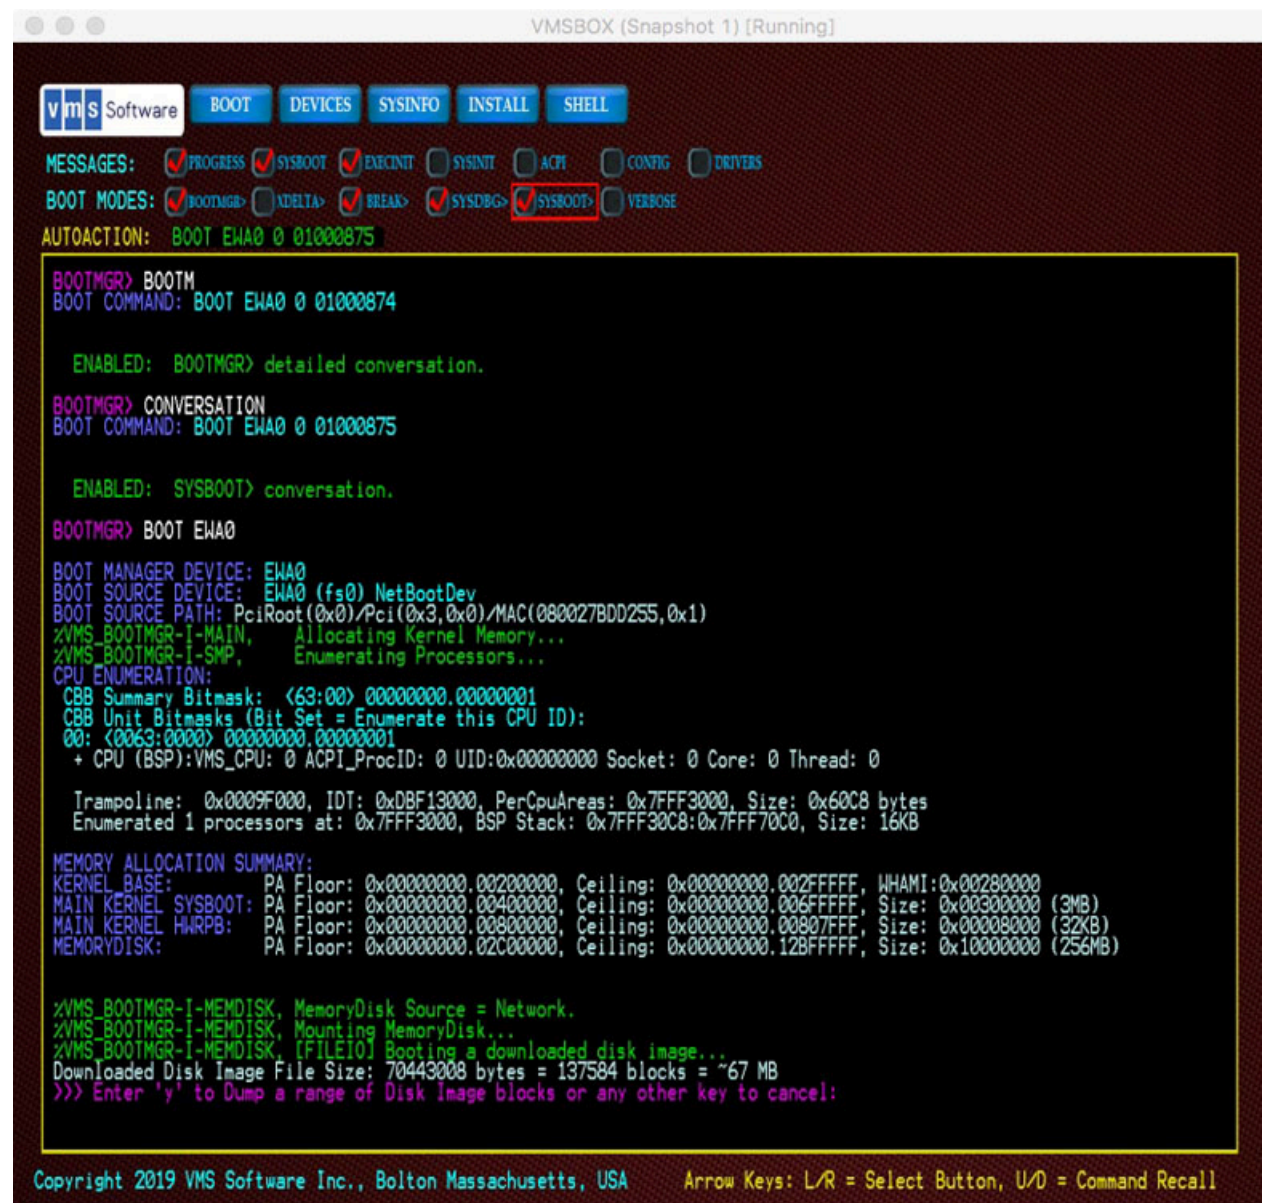 VMSBOX (Snapshot 1) [Running]
vms Software BOOT DEVICES SYSINFO INSTALL SHELL
MESSAGES: PROGRESS SYSBOOT EXECINIT SYSINIT ACPI CONFIG DRIVERS
BOOT MODES: BOOTMGR> XDELTA> BREAK> SYSDBG> SYSBOOT> VERBOSE
AUTOACTION: BOOT EWA0 0 01000875
BOOTMGR> BOOTM
BOOT COMMAND: BOOT EWA0 0 01000874
ENABLED: BOOTMGR> detailed conversation.
BOOTMGR> CONVERSATION
BOOT COMMAND: BOOT EWA0 0 01000875
ENABLED: SYSBOOT> conversation.
BOOTMGR> BOOT EWA0
BOOT MANAGER DEVICE: EWA0
BOOT SOURCE DEVICE: EWA0 (fs0) NetBootDev
BOOT SOURCE PATH: PciRoot(0x0)/Pci(0x3,0x0)/MAC(080027BDD255,0x1)
%VMS_BOOTMGR-I-MAIN, Allocating Kernel Memory...
%VMS_BOOTMGR-I-SMP, Enumerating Processors...
CPU ENUMERATION:
CBB Summary Bitmask: <63:00> 00000000.00000001
CBB Unit Bitmasks (Bit Set = Enumerate this CPU ID):
00: <0063:0000> 00000000.00000001
+ CPU (BSP):VMS_CPU: 0 ACPI_ProcID: 0 UID:0x00000000 Socket: 0 Core: 0 Thread: 0
Trampoline: 0x0009F000, IDT: 0xDBF13000, PerCpuAreas: 0x7FFF3000, Size: 0x60C8 bytes
Enumerated 1 processors at: 0x7FFF3000, BSP Stack: 0x7FFF30C8:0x7FFF70C0, Size: 16KB
MEMORY ALLOCATION SUMMARY:
KERNEL_BASE: PA Floor: 0x00000000.00200000, Ceiling: 0x00000000.002FFFFF, WHAMI:0x00280000
MAIN KERNEL SYSBOOT: PA Floor: 0x00000000.00400000, Ceiling: 0x00000000.006FFFFF, Size: 0x00300000 (3MB)
MAIN KERNEL HWRPB: PA Floor: 0x00000000.00800000, Ceiling: 0x00000000.00807FFF, Size: 0x00008000 (32KB)
MEMORYDISK: PA Floor: 0x00000000.02C00000, Ceiling: 0x00000000.12BFFFFF, Size: 0x10000000 (256MB)
%VMS_BOOTMGR-I-MEMDISK, MemoryDisk Source = Network.
%VMS_BOOTMGR-I-MEMDISK, Mounting MemoryDisk...
%VMS_BOOTMGR-I-MEMDISK, [FILEIO] Booting a downloaded disk image...
Downloaded Disk Image File Size: 70443008 bytes = 137584 blocks = ~67 MB
>>> Enter 'y' to Dump a range of Disk Image blocks or any other key to cancel:
Copyright 2019 VMS Software Inc., Bolton Massachusetts, USA Arrow Keys: L/R = Select Button, U/D = Command Recall